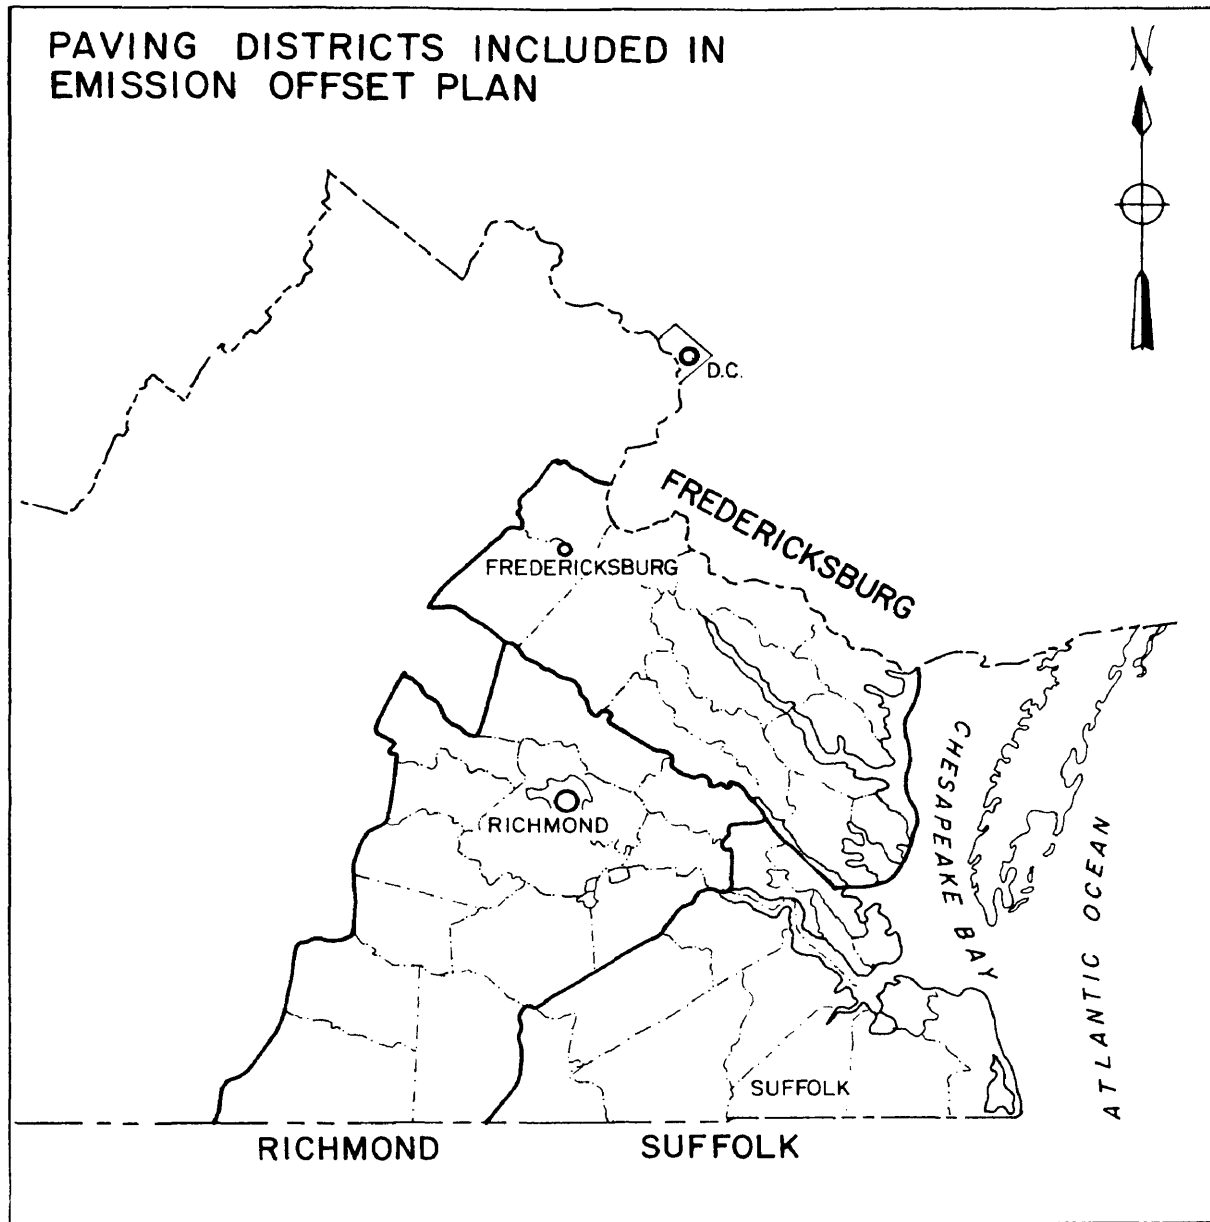 PAVING DISTRICTS INCLUDED IN
EMISSION OFFSET PLAN
N
D.C.
FREDERICKSBURG
FREDERICKSBURG
RICHMOND
CHESAPEAKE BAY
ATLANTIC OCEAN
SUFFOLK
RICHMOND
SUFFOLK